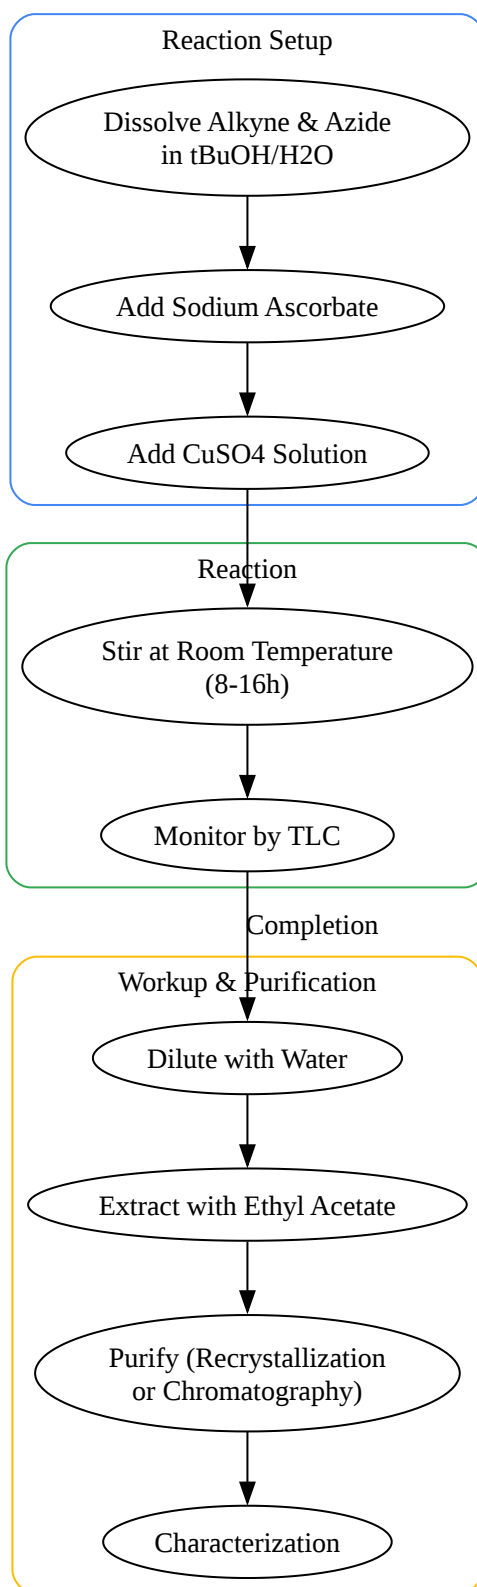 Reaction Setup
Dissolve Alkyne & Azide
in tBuOH/H2O
Add Sodium Ascorbate
Add CuSO4 Solution
Reaction
Stir at Room Temperature
(8-16h)
Monitor by TLC
Completion
Workup & Purification
Dilute with Water
Extract with Ethyl Acetate
Purify (Recrystallization
or Chromatography)
Characterization